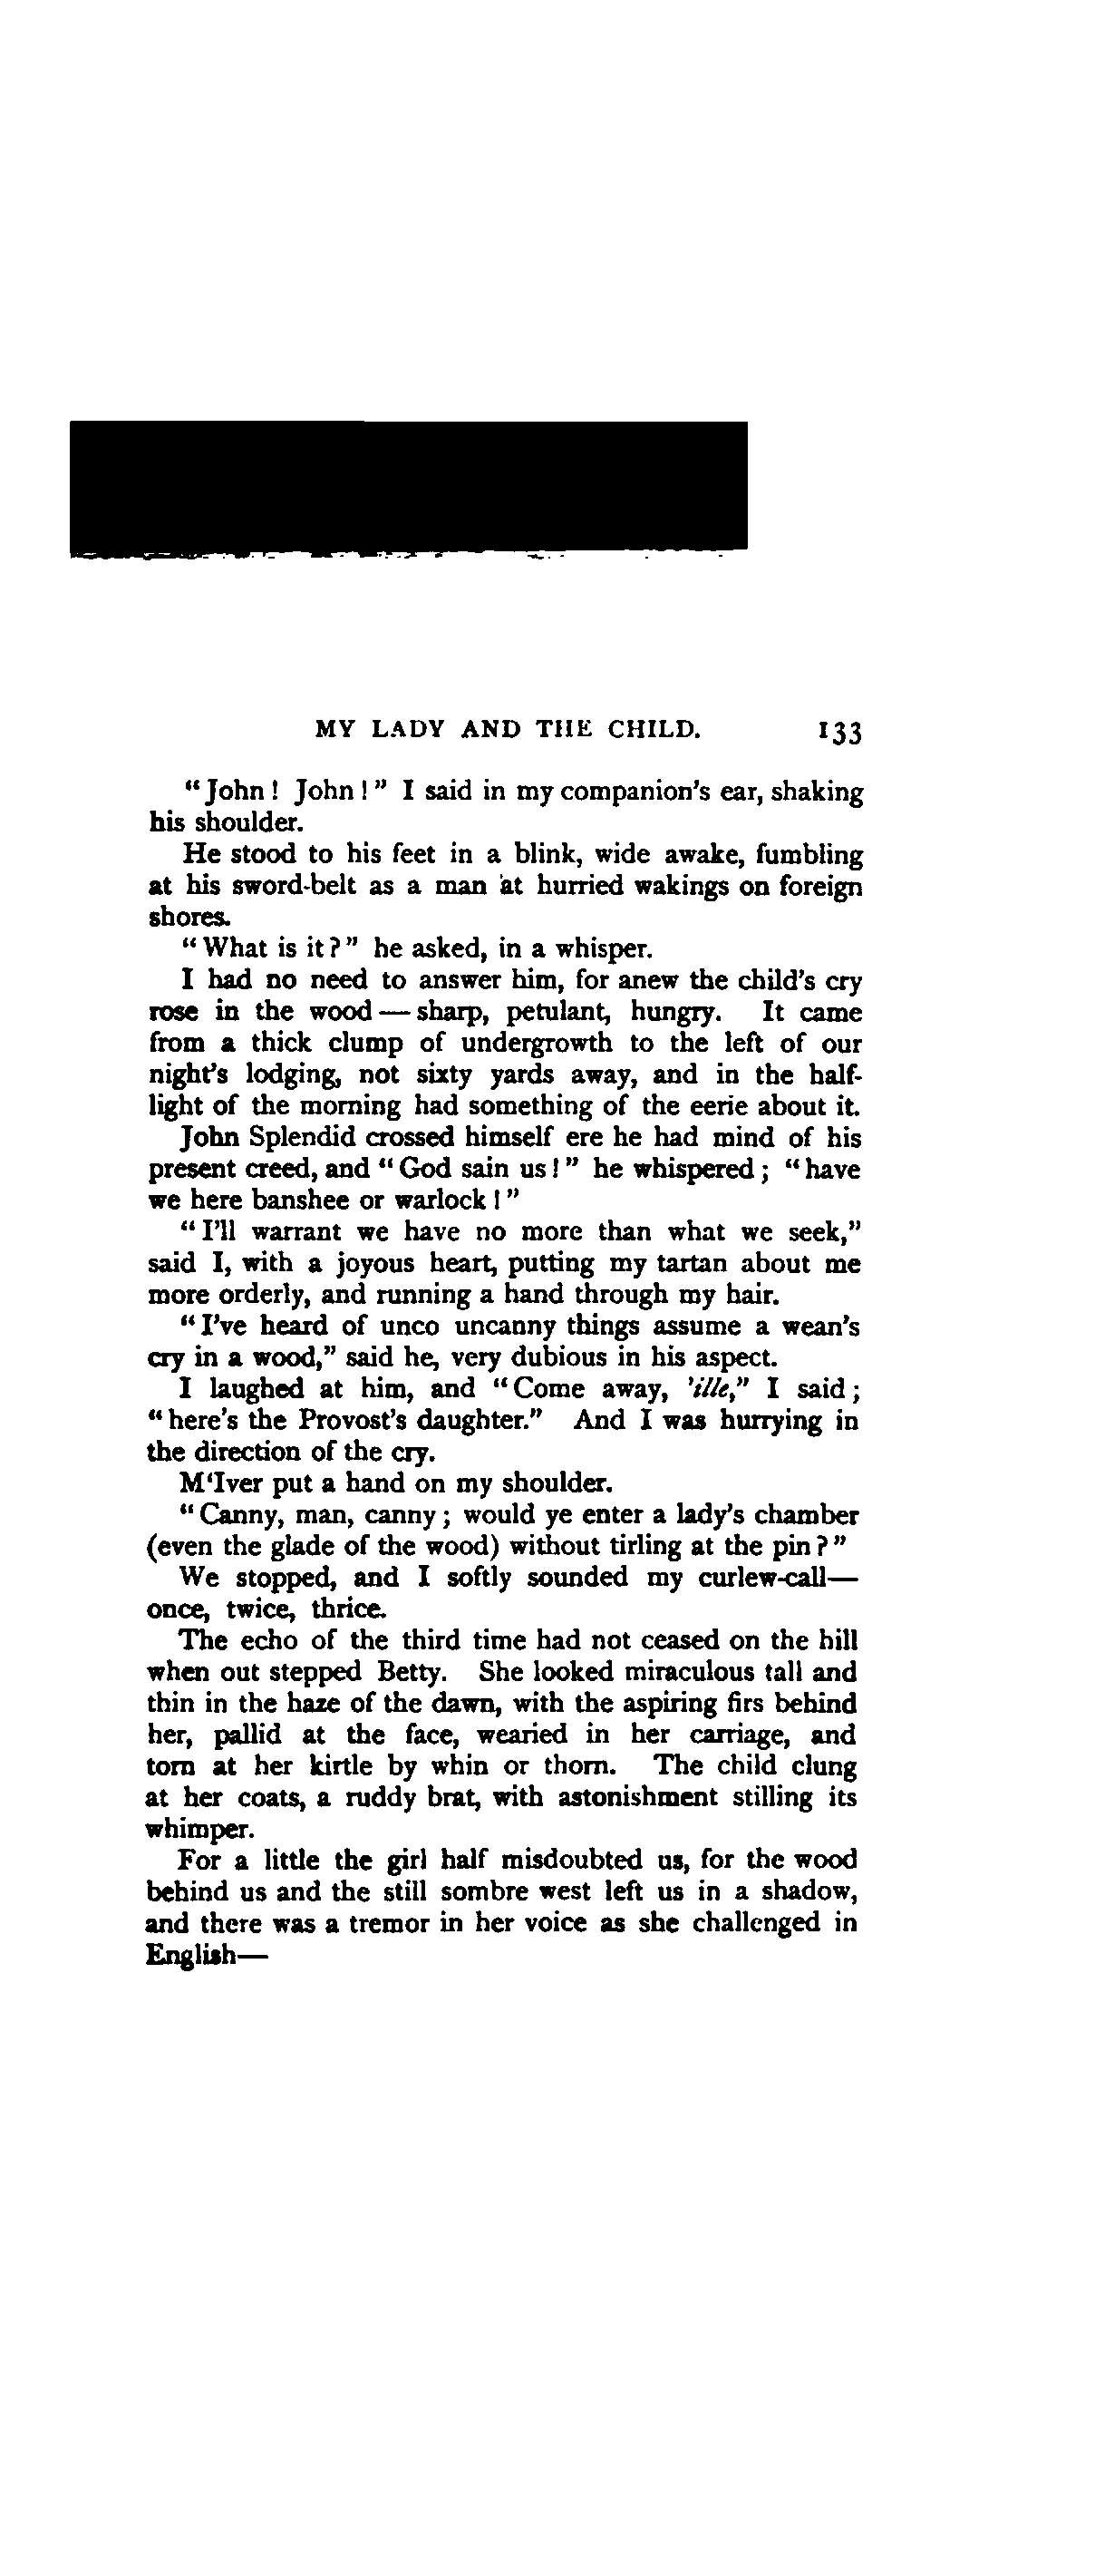 MY LADY AND THE CHILD. 133
"John! John!" I said in my companion's ear, shaking
his shoulder.
He stood to his feet in a blink, wide awake, fumbling
at his sword-belt as a man at hurried wakings on foreign
shores.
"What is it?" he asked, in a whisper.
I had no need to answer him, for anew the child's cry
rose in the wood — sharp, petulant, hungry. It came
from a thick clump of undergrowth to the left of our
night's lodging, not sixty yards away, and in the half-
light of the morning had something of the eerie about it.
John Splendid crossed himself ere he had mind of his
present creed, and "God sain us!" he whispered; "have
we here banshee or warlock!"
"I'll warrant we have no more than what we seek,"
said I, with a joyous heart, putting my tartan about me
more orderly, and running a hand through my hair.
"I've heard of unco uncanny things assume a wean's
cry in a wood," said he, very dubious in his aspect.
I laughed at him, and "Come away, 'ille," I said;
"here's the Provost's daughter." And I was hurrying in
the direction of the cry.
M'Iver put a hand on my shoulder.
"Canny, man, canny; would ye enter a lady's chamber
(even the glade of the wood) without tirling at the pin?"
We stopped, and I softly sounded my curlew-call—
once, twice, thrice.
The echo of the third time had not ceased on the hill
when out stepped Betty. She looked miraculous tall and
thin in the haze of the dawn, with the aspiring firs behind
her, pallid at the face, wearied in her carriage, and
torn at her kirtle by whin or thorn. The child clung
at her coats, a ruddy brat, with astonishment stilling its
whimper.
For a little the girl half misdoubted us, for the wood
behind us and the still sombre west left us in a shadow,
and there was a tremor in her voice as she challenged in
English—